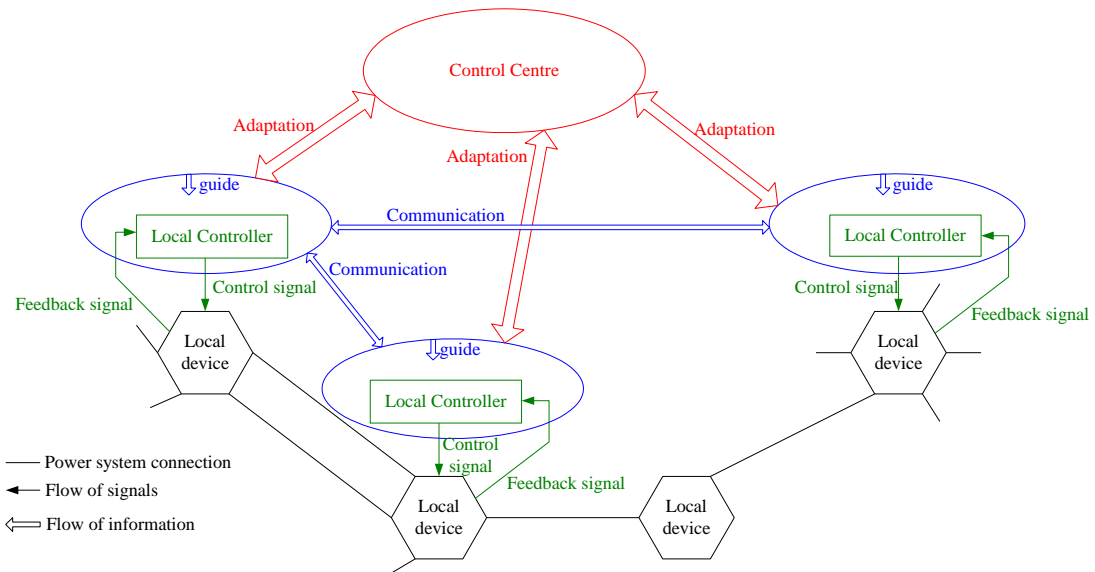 Control Centre
Adaptation
Adaptation
Adaptation
guide
guide
Communication
Local Controller
Local Controller
Communication
Control signal
Control signal
Feedback signal
Feedback signal
Local
device
guide
Local
device
Local Controller
Control
signal
Power system connection
Feedback signal
Flow of signals
Local
device
Local
device
Flow of information